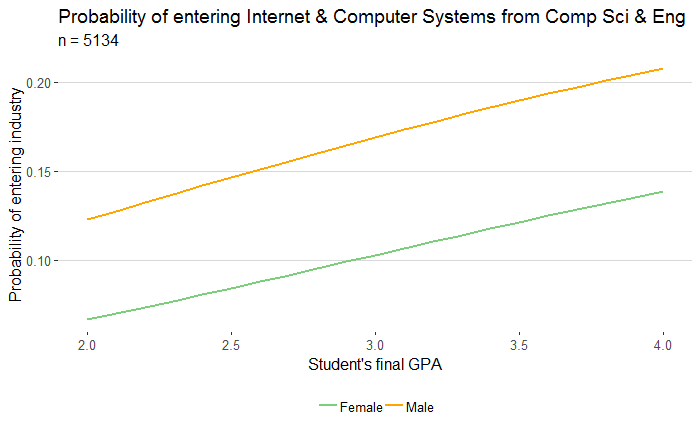 Probability of entering Internet & Computer Systems from Comp Sci & Eng
n = 5134
Probability of entering industry
0.20
0.15
0.10
2.0 2.5 3.0 3.5 4.0
Student's final GPA
Female Male